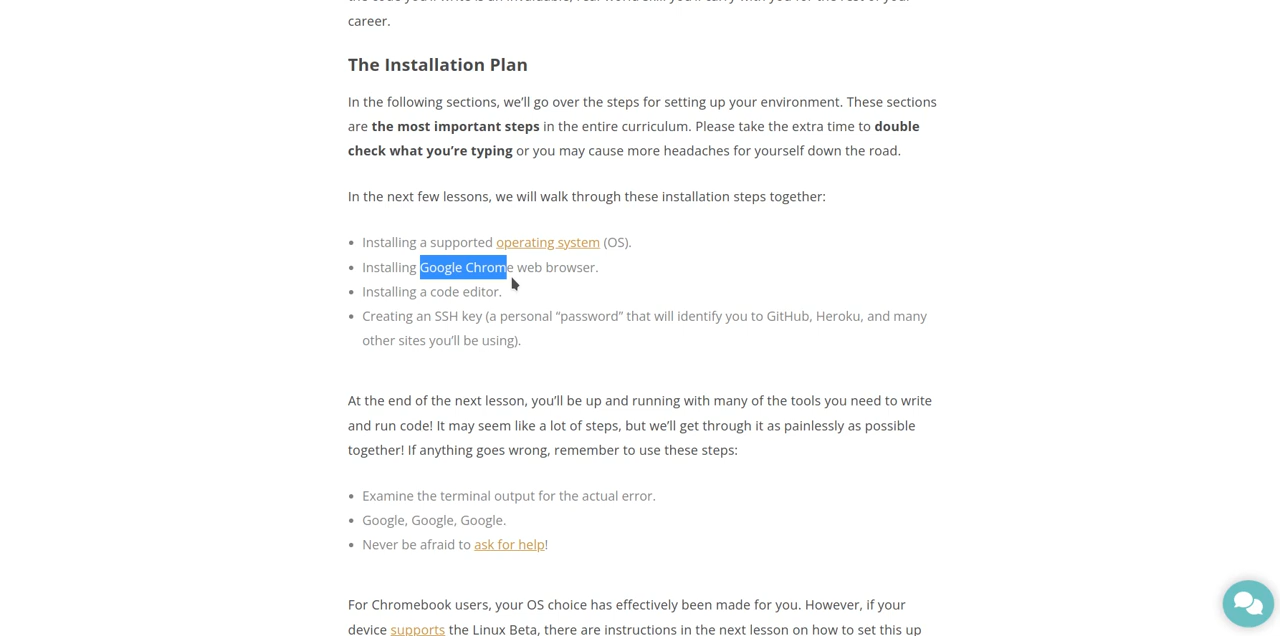 the code you'll write is an invaluable, real world skill you'll carry with you for the rest of your
career.
The Installation Plan
In the following sections, we’ll go over the steps for setting up your environment. These sections
are the most important steps in the entire curriculum. Please take the extra time to double
check what you’re typing or you may cause more headaches for yourself down the road.
In the next few lessons, we will walk through these installation steps together:
• Installing a supported operating system (OS).
• Installing Google Chrome web browser.
• Installing a code editor.
• Creating an SSH key (a personal “password” that will identify you to GitHub, Heroku, and many
other sites you’ll be using).
At the end of the next lesson, you’ll be up and running with many of the tools you need to write
and run code! It may seem like a lot of steps, but we’ll get through it as painlessly as possible
together! If anything goes wrong, remember to use these steps:
• Examine the terminal output for the actual error.
• Google, Google, Google.
• Never be afraid to ask for help!
For Chromebook users, your OS choice has effectively been made for you. However, if your
device supports the Linux Beta, there are instructions in the next lesson on how to set this up